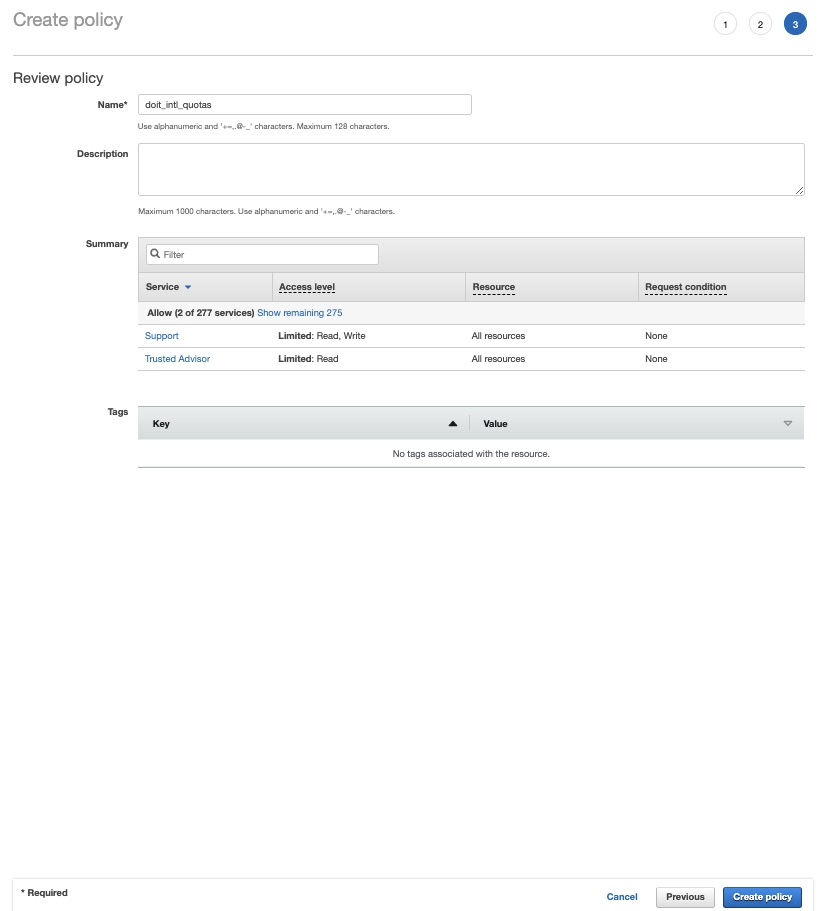 Create policy
1 2 3
Review policy
Name* doit_intl_quotas
Use alphanumeric and '+=,.@-_' characters. Maximum 128 characters.
Description
Maximum 1000 characters. Use alphanumeric and '+=,.@-_' characters.
Summary Filter
Service Access level Resource Request condition
Allow (2 of 277 services) Show remaining 275
Support Limited: Read, Write All resources None
Trusted Advisor Limited: Read All resources None
Tags Key Value
No tags associated with the resource.
* Required Cancel Previous Create policy